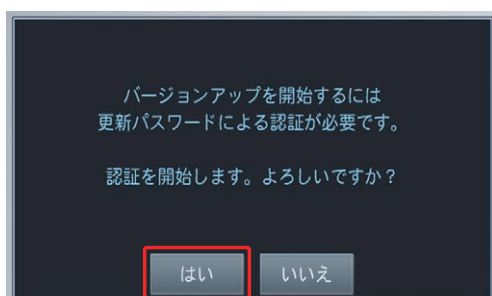 バージョンアップを開始するには
更新パスワードによる認証が必要です。
認証を開始します。よろしいですか？
はい いいえ